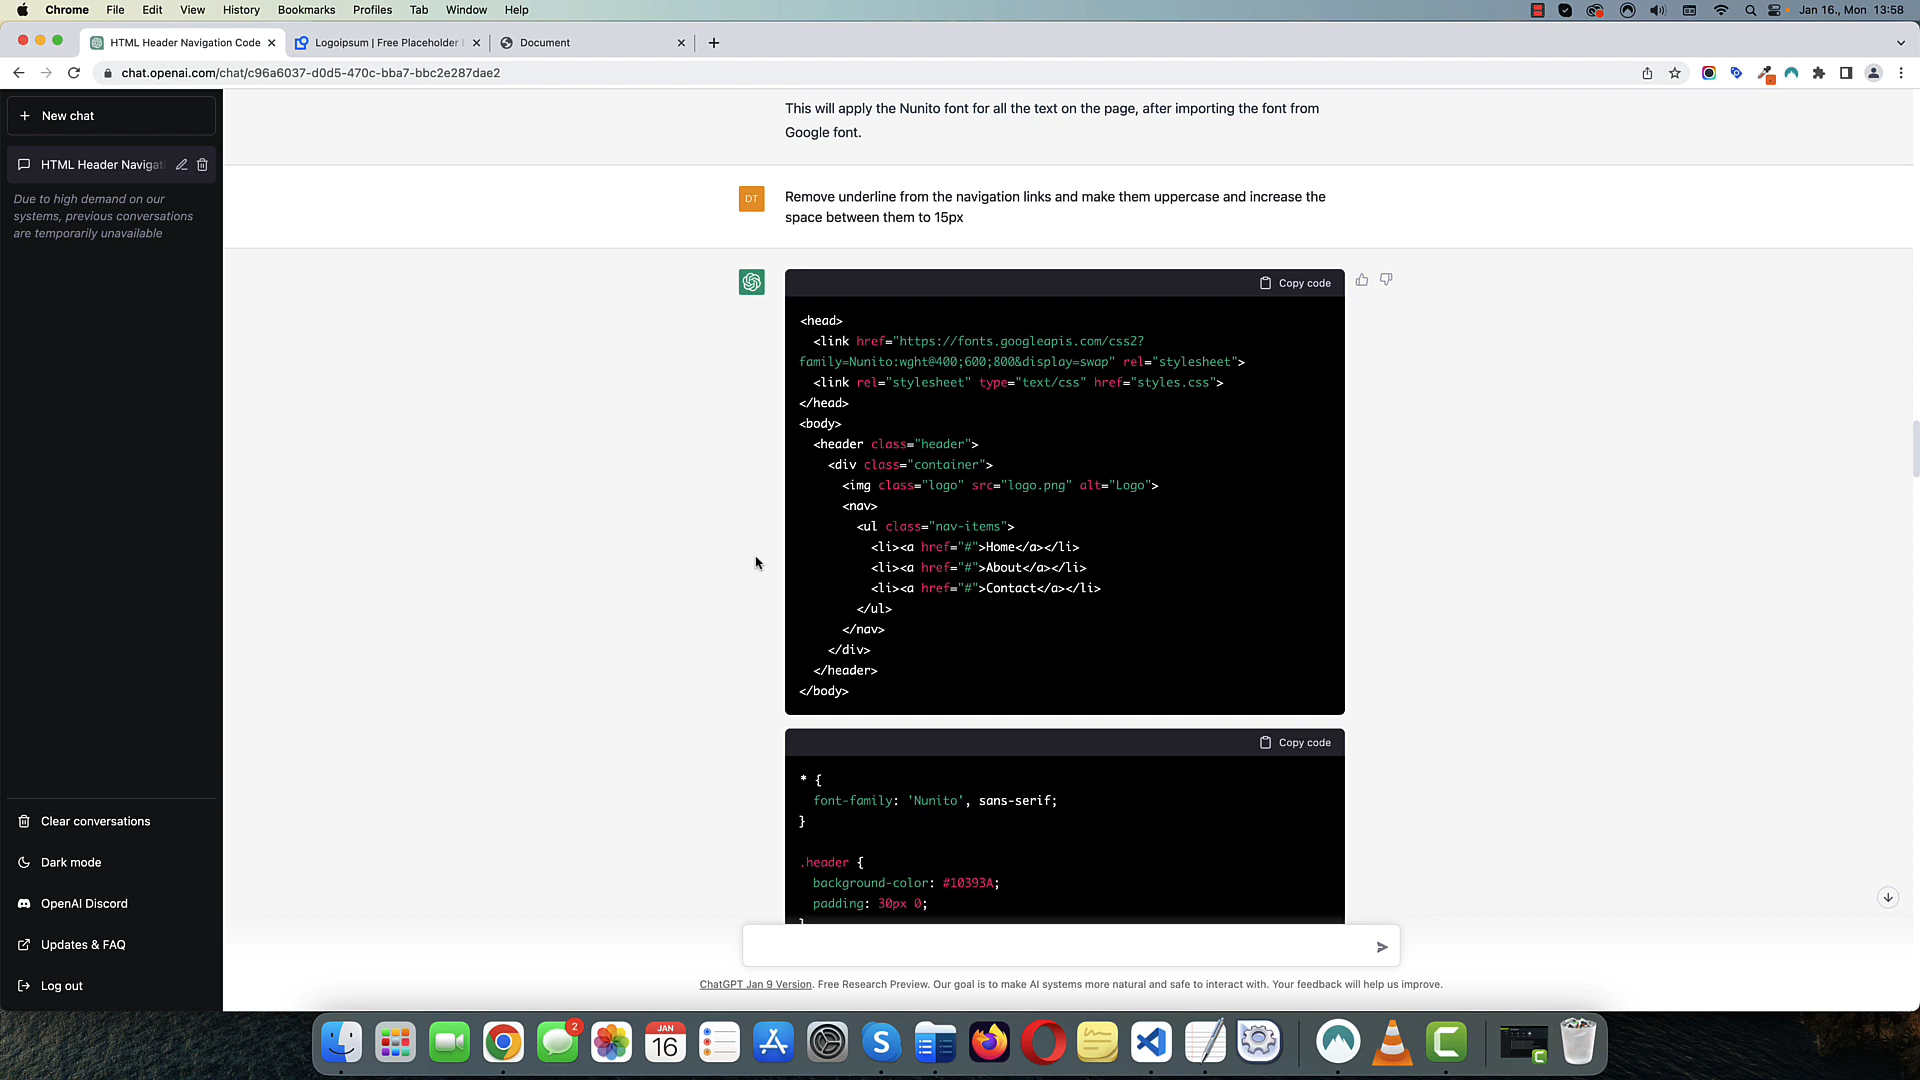 Chrome File Edit View History Bookmarks Profiles Tab Window Help Jan 16., Mon 13:58
HTML Header Navigation Code Logoipsum | Free Placeholder Document
chat.openai.com/chat/c96a6037-d0d5-470c-bba7-bbc2e287dae2
New chat
HTML Header Navigat
Due to high demand on our
systems, previous conversations
are temporarily unavailable
Clear conversations
Dark mode
OpenAI Discord
Updates & FAQ
Log out
This will apply the Nunito font for all the text on the page, after importing the font from
Google font.
DT
Remove underline from the navigation links and make them uppercase and increase the
space between them to 15px
Copy code
<head>
<link href="https://fonts.googleapis.com/css2?
family=Nunito:wght@400;600;800&display=swap" rel="stylesheet">
<link rel="stylesheet" type="text/css" href="styles.css">
</head>
<body>
<header class="header">
<div class="container">
<img class="logo" src="logo.png" alt="Logo">
<nav>
<ul class="nav-items">
<li><a href="#">Home</a></li>
<li><a href="#">About</a></li>
<li><a href="#">Contact</a></li>
</ul>
</nav>
</div>
</header>
</body>
Copy code
* {
font-family: 'Nunito', sans-serif;
}
.header {
background-color: #10393A;
padding: 30px 0;
}
ChatGPT Jan 9 Version. Free Research Preview. Our goal is to make AI systems more natural and safe to interact with. Your feedback will help us improve.
2
JAN
16